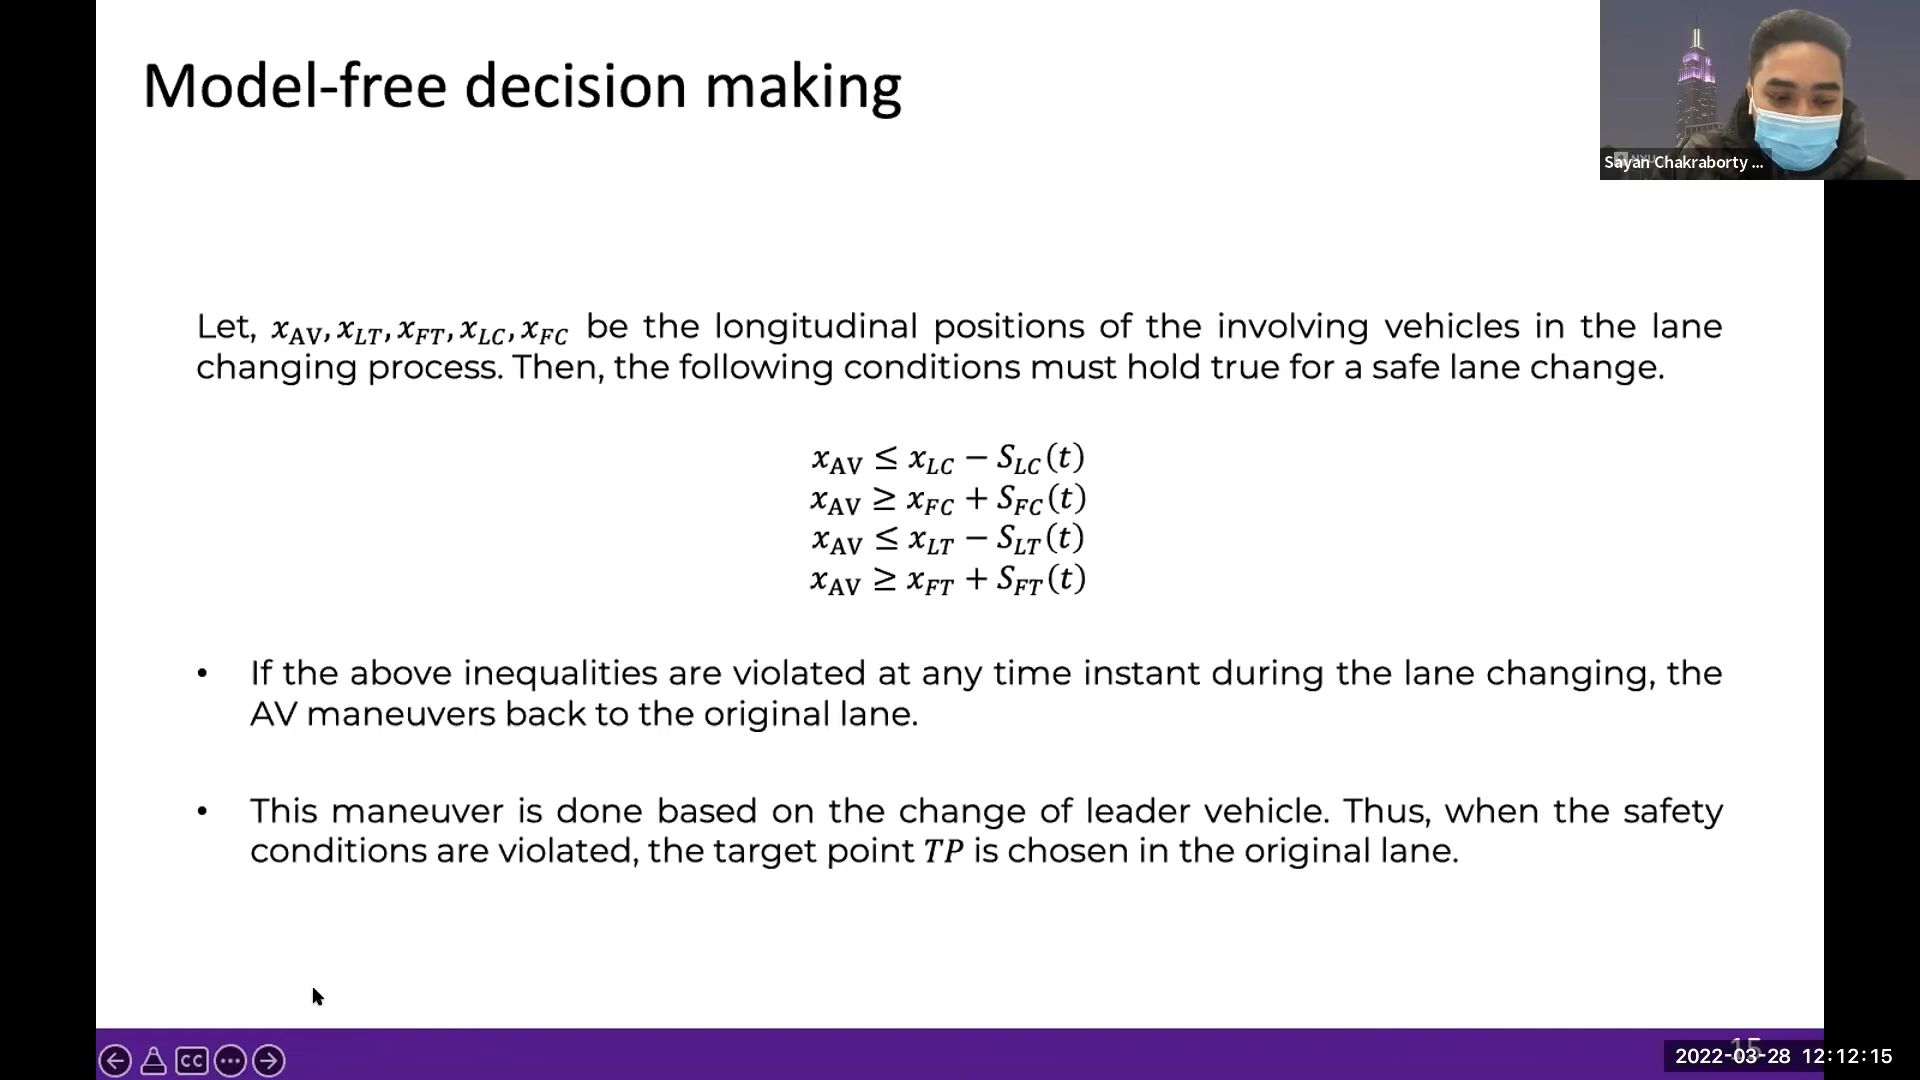 Model-free decision making
Sayan Chakraborty ...
Let, x_AV, x_LT, x_FT, x_LC, x_FC be the longitudinal positions of the involving vehicles in the lane
changing process. Then, the following conditions must hold true for a safe lane change.
x_AV ≤ x_LC − S_LC(t)
x_AV ≥ x_FC + S_FC(t)
x_AV ≤ x_LT − S_LT(t)
x_AV ≥ x_FT + S_FT(t)
• If the above inequalities are violated at any time instant during the lane changing, the
AV maneuvers back to the original lane.
• This maneuver is done based on the change of leader vehicle. Thus, when the safety
conditions are violated, the target point TP is chosen in the original lane.
CC
15
2022-03-28 12:12:15